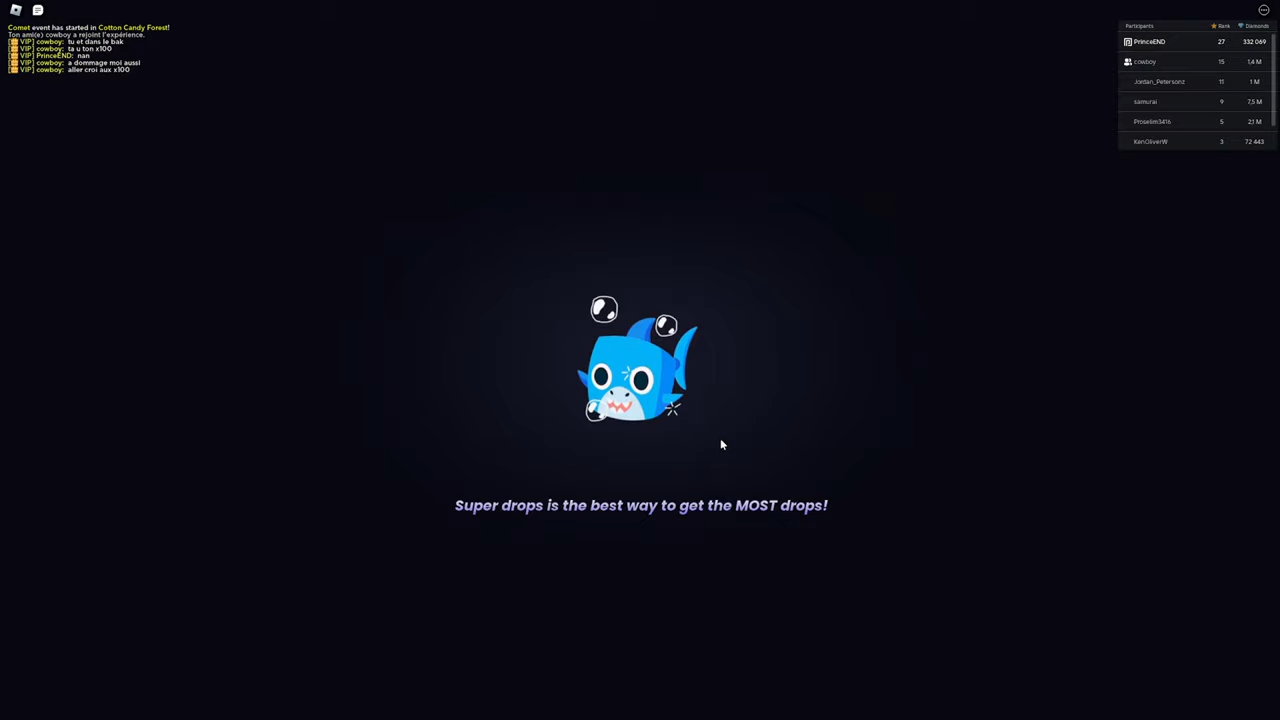 Comet event has started in Cotton Candy Forest!
Ton ami(e) cowboy a rejoint l'expérience.
[VIP] cowboy: tu et dans le bak
[VIP] cowboy: ta u ton x100
[VIP] PrinceEND: nan
[VIP] cowboy: a dommage moi aussi
[VIP] cowboy: aller croi aux x100
Participants Rank Diamonds
PrinceEND 27 332 069
cowboy 15 1,4 M
Jordan_Petersonz 11 1 M
samurai 9 7,5 M
Proselim3416 5 2,1 M
KenOliverW 3 72 443
Super drops is the best way to get the MOST drops!